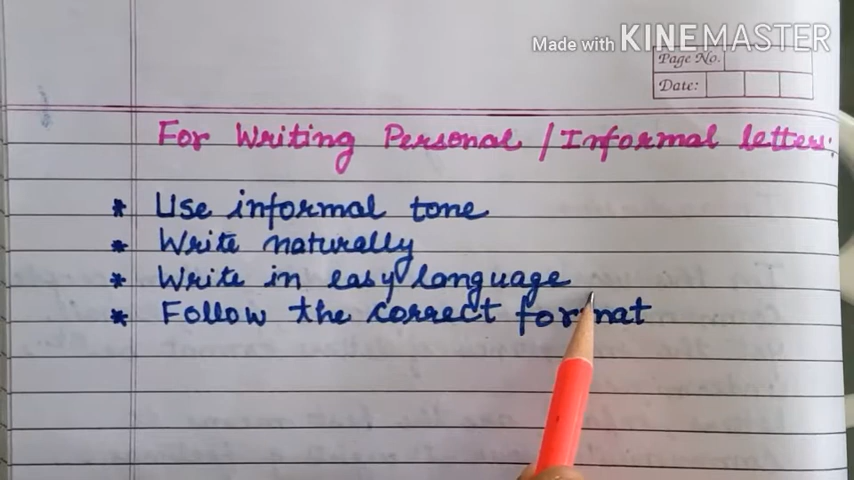 Made with KINEMASTER
Page No.
Date:
For Writing Personal / Informal letters:
* Use informal tone
* Write naturally
* Write in easy language
* Follow the correct format